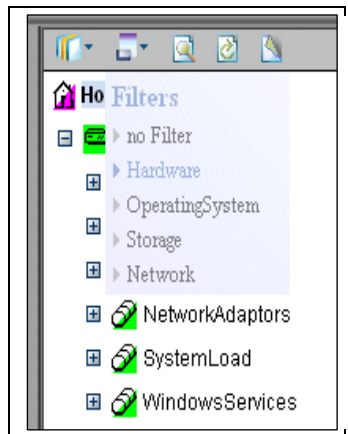 Ho Filters
no Filter
Hardware
OperatingSystem
Storage
Network
NetworkAdaptors
SystemLoad
WindowsServices